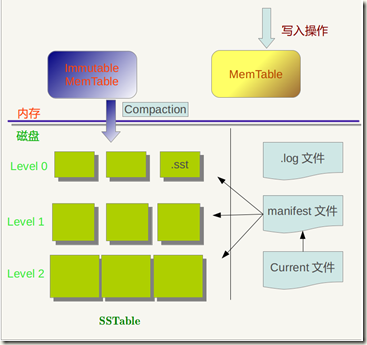 写入操作
Immutable
MemTable
MemTable
Compaction
内存
磁盘
Level 0
.sst
.log 文件
Level 1
manifest 文件
Level 2
Current 文件
SSTable